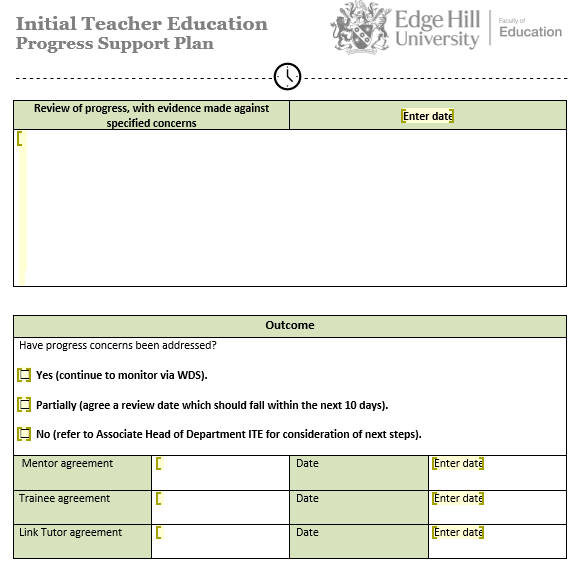 Initial Teacher Education
Progress Support Plan
Edge Hill
University
Faculty of
Education
Review of progress, with evidence made against
specified concerns
Enter date
Outcome
Have progress concerns been addressed?
Yes (continue to monitor via WDS).
Partially (agree a review date which should fall within the next 10 days).
No (refer to Associate Head of Department ITE for consideration of next steps).
Mentor agreement Date Enter date
Trainee agreement Date Enter date
Link Tutor agreement Date Enter date